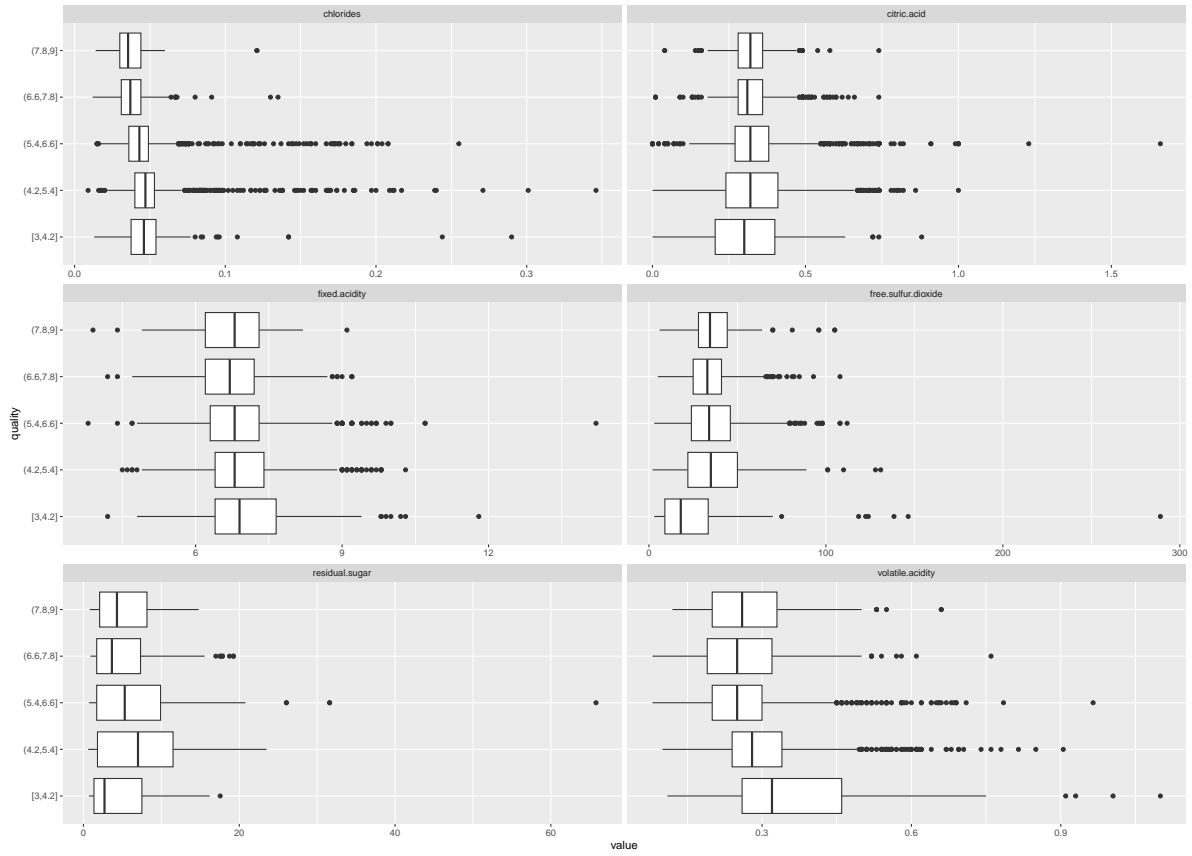 chlorides
citric.acid
(7.8,9]
(6.6,7.8]
(5.4,6.6]
(4.2,5.4]
[3,4.2]
0.0 0.1 0.2 0.3
0.0 0.5 1.0 1.5
fixed.acidity
free.sulfur.dioxide
quality
(7.8,9]
(6.6,7.8]
(5.4,6.6]
(4.2,5.4]
[3,4.2]
6 9 12
0 100 200 300
residual.sugar
volatile.acidity
(7.8,9]
(6.6,7.8]
(5.4,6.6]
(4.2,5.4]
[3,4.2]
0 20 40 60
0.3 0.6 0.9
value